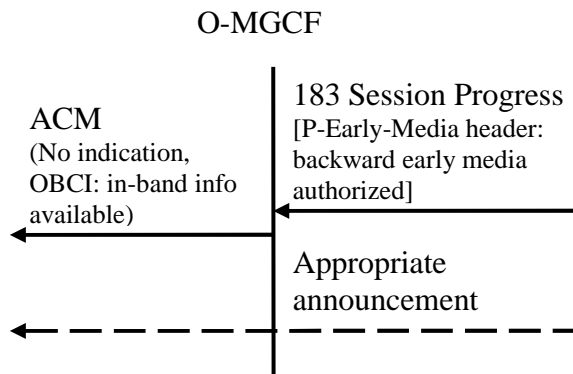 O-MGCF
183 Session Progress
[P-Early-Media header:
backward early media
authorized]
ACM
(No indication,
OBCI: in-band info
available)
Appropriate
announcement